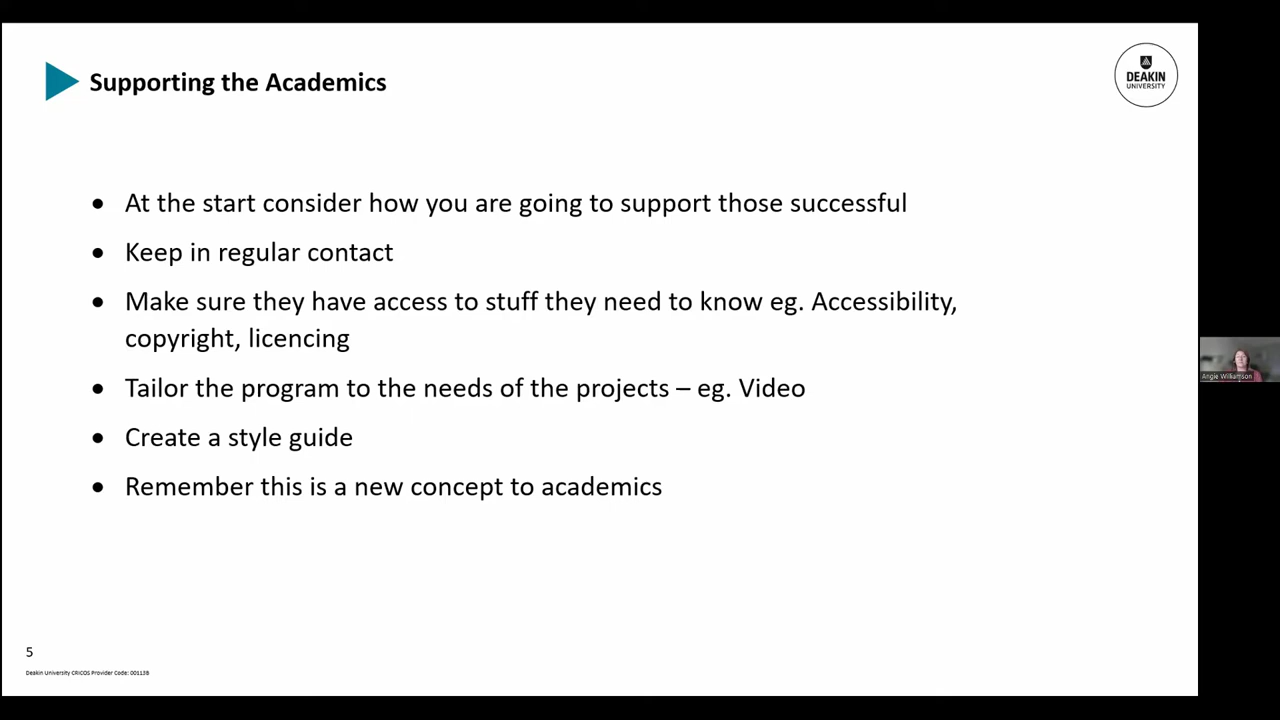 Supporting the Academics
DEAKIN
UNIVERSITY
● At the start consider how you are going to support those successful
● Keep in regular contact
● Make sure they have access to stuff they need to know eg. Accessibility,
copyright, licencing
● Tailor the program to the needs of the projects – eg. Video
● Create a style guide
● Remember this is a new concept to academics
Angie Williamson
5
Deakin University CRICOS Provider Code: 00113B